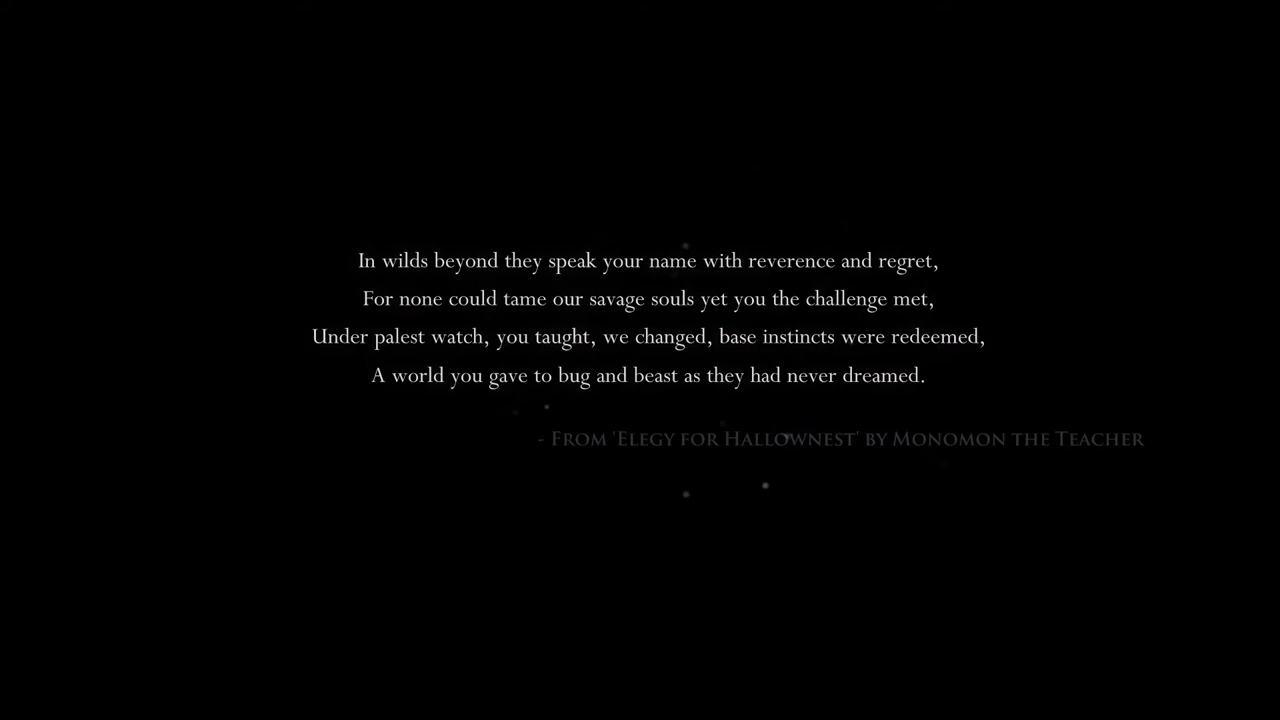 In wilds beyond they speak your name with reverence and regret,
For none could tame our savage souls yet you the challenge met,
Under palest watch, you taught, we changed, base instincts were redeemed,
A world you gave to bug and beast as they had never dreamed.
- From 'Elegy for Hallownest' by Monomon the Teacher